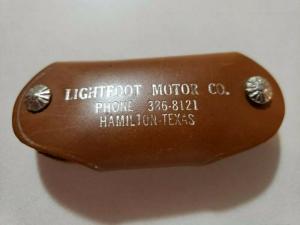 LIGHTFOOT MOTOR CO.
PHONE 386-8121
HAMILTON-TEXAS